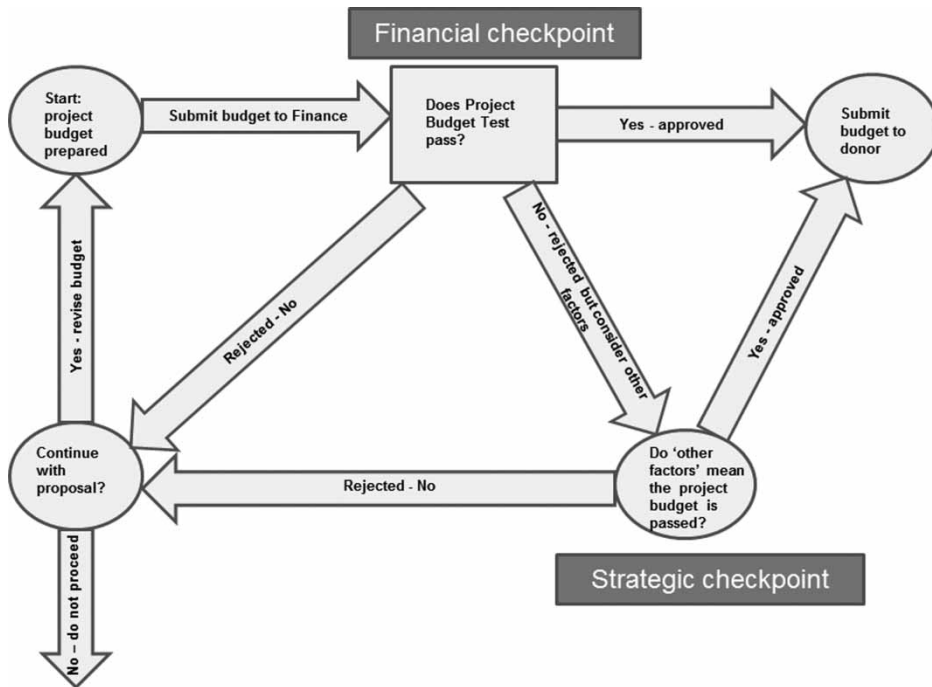 Financial checkpoint
Start:
project
budget
prepared
Submit budget to Finance
Does Project
Budget Test
pass?
Yes - approved
Submit
budget to
donor
Yes - revise budget
Rejected - No
No - rejected but consider other
factors
Yes - approved
Continue
with
proposal?
Rejected - No
Do ‘other
factors’ mean
the project
budget is
passed?
Strategic checkpoint
No – do not proceed